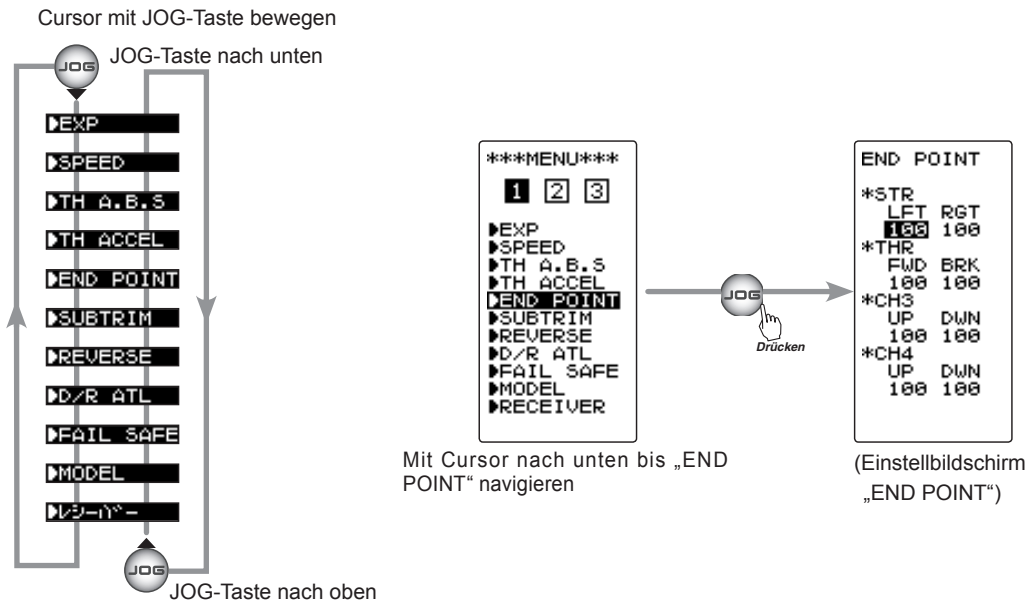 Cursor mit JOG-Taste bewegen
JOG
JOG-Taste nach unten
▶EXP
▶SPEED
▶TH A.B.S
▶TH ACCEL
▶END POINT
▶SUBTRIM
▶REVERSE
▶D/R ATL
▶FAIL SAFE
▶MODEL
▶レシーバー
JOG
JOG-Taste nach oben
***MENU***
1 2 3
▶EXP
▶SPEED
▶TH A.B.S
▶TH ACCEL
▶END POINT
▶SUBTRIM
▶REVERSE
▶D/R ATL
▶FAIL SAFE
▶MODEL
▶RECEIVER
Mit Cursor nach unten bis „END
POINT“ navigieren
JOG
Drücken
END POINT
*STR
LFT RGT
100 100
*THR
FWD BRK
100 100
*CH3
UP DWN
100 100
*CH4
UP DWN
100 100
(Einstellbildschirm
„END POINT“)